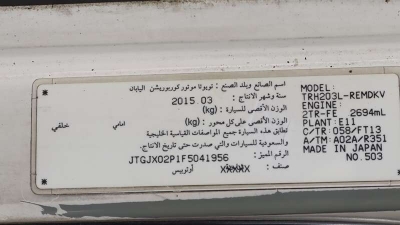 اسم الصانع وبلد الصنع : تويوتا موتور كوربوريشن اليابان
سنة وشهر الانتاج : 2015.03
الوزن الأقصى للسيارة : (kg)
الوزن الأقصى على كل محور : (kg) امامي خلفي
تطابق هذه السيارة جميع المواصفات القياسية الخليجية
والسعودية للسيارات والتي صدرت حتى تاريخ الانتاج.
الرقم المميز : JTGJX02P1F5041956
صنف : XXXXX أوتوبيس
MODEL:
TRH203L-REMDKV
ENGINE:
2TR-FE 2694mL
PLANT: E11
C/TR: 058/FT13
A/TM: A02A/R351
MADE IN JAPAN
NO.503